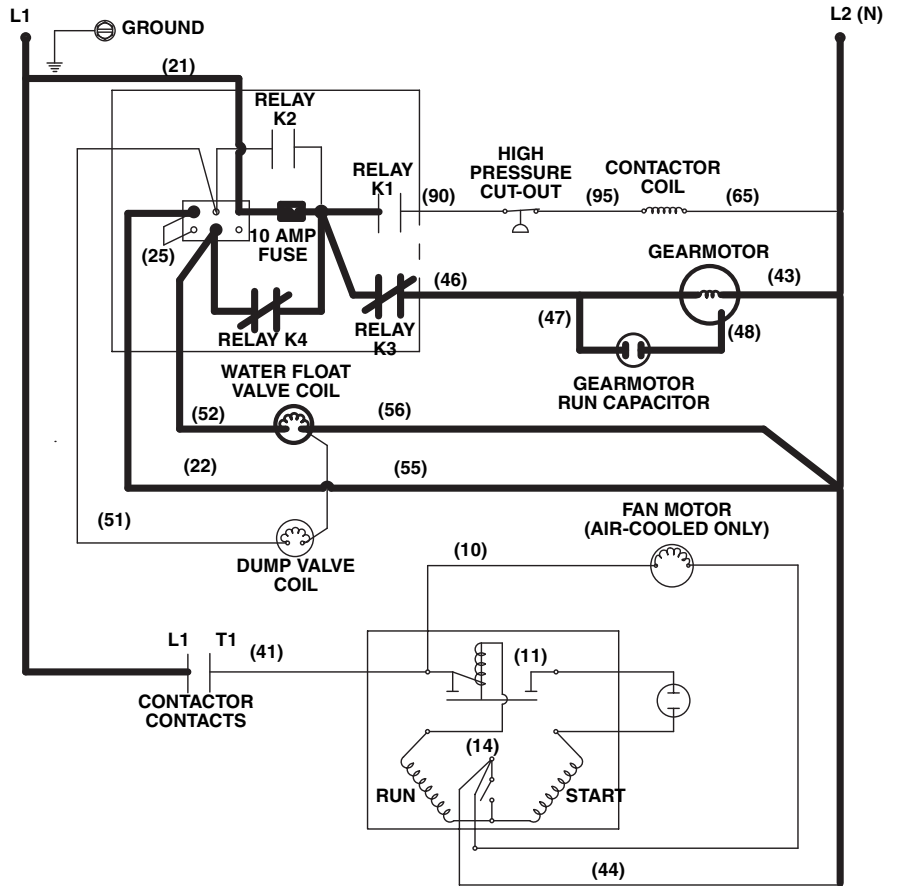 L1
L2 (N)
GROUND
(21)
RELAY
K2
HIGH
PRESSURE
CUT-OUT
CONTACTOR
COIL
RELAY
K1
(90)
(95)
(65)
10 AMP
FUSE
(25)
GEARMOTOR
(46)
(43)
(47)
(48)
RELAY K4
RELAY
K3
WATER FLOAT
VALVE COIL
GEARMOTOR
RUN CAPACITOR
(52)
(56)
(22)
(55)
(51)
FAN MOTOR
(AIR-COOLED ONLY)
DUMP VALVE
COIL
(10)
L1
T1
(41)
(11)
CONTACTOR
CONTACTS
(14)
RUN
START
(44)